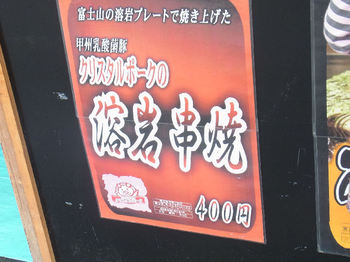 富士山の溶岩プレートで焼き上げた
甲州乳酸菌豚
クリスタルポークの
溶岩串焼
400円